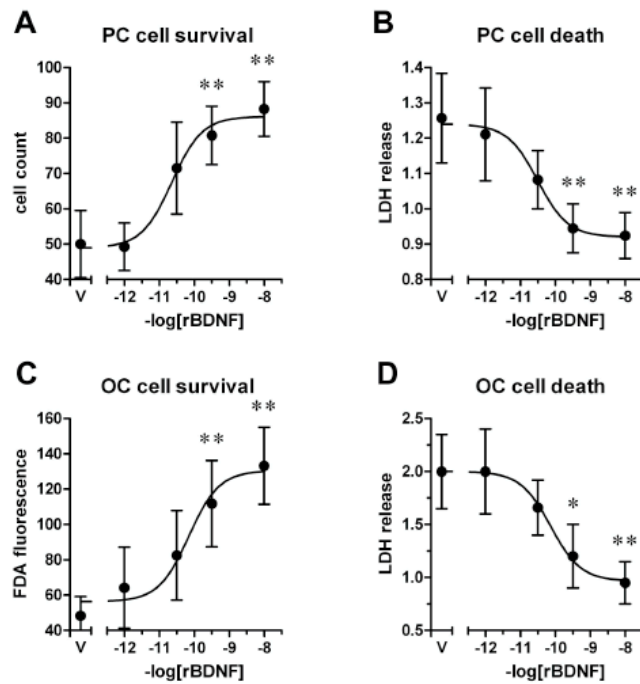 A
PC cell survival
cell count
100
90
80
70
60
50
40
**
**
V
-12
-11
-10
-9
-8
-log[rBDNF]
B
PC cell death
LDH release
1.4
1.3
1.2
1.1
1.0
0.9
0.8
**
**
V
-12
-11
-10
-9
-8
-log[rBDNF]
C
OC cell survival
FDA fluorescence
160
140
120
100
80
60
40
**
**
V
-12
-11
-10
-9
-8
-log[rBDNF]
D
OC cell death
LDH release
2.5
2.0
1.5
1.0
0.5
*
**
V
-12
-11
-10
-9
-8
-log[rBDNF]